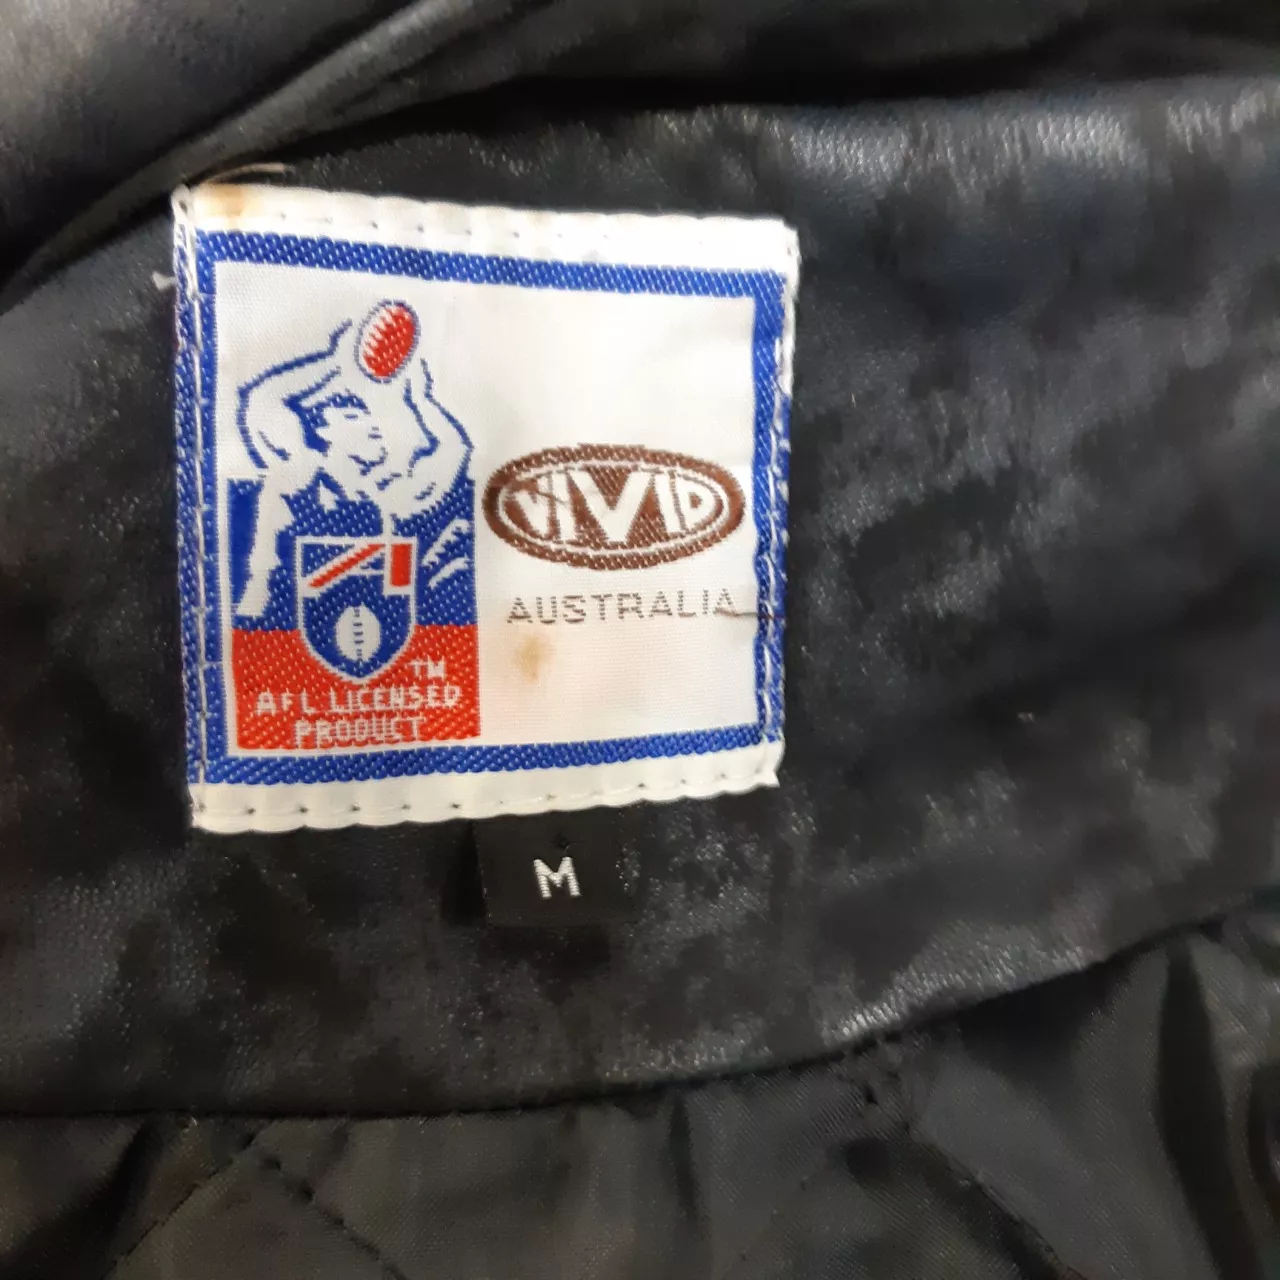 VIVID
AUSTRALIA
TM
AFL LICENSED
PRODUCT
M